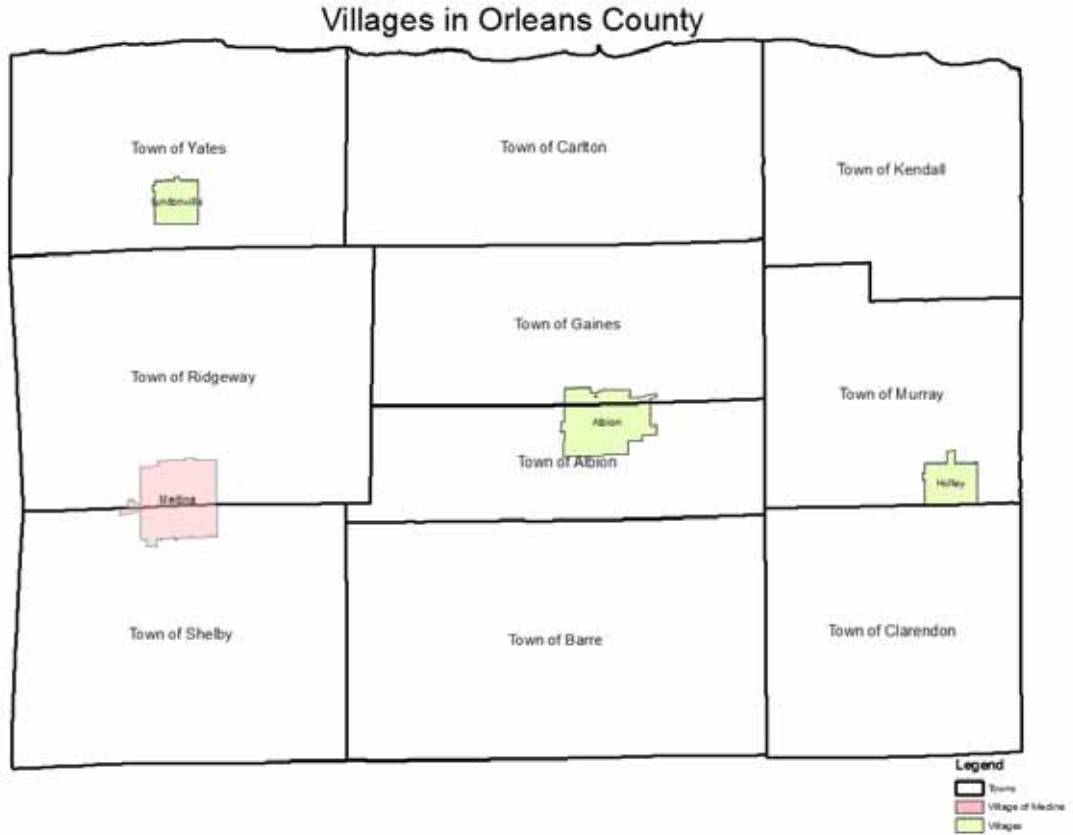 Villages in Orleans County
Town of Yates
Town of Carlton
Town of Kendall
Lyndonville
Town of Gaines
Town of Ridgeway
Town of Murray
Albion
Town of Albion
Holley
Medina
Town of Shelby
Town of Barre
Town of Clarendon
Legend
Towns
Village of Medina
Villages